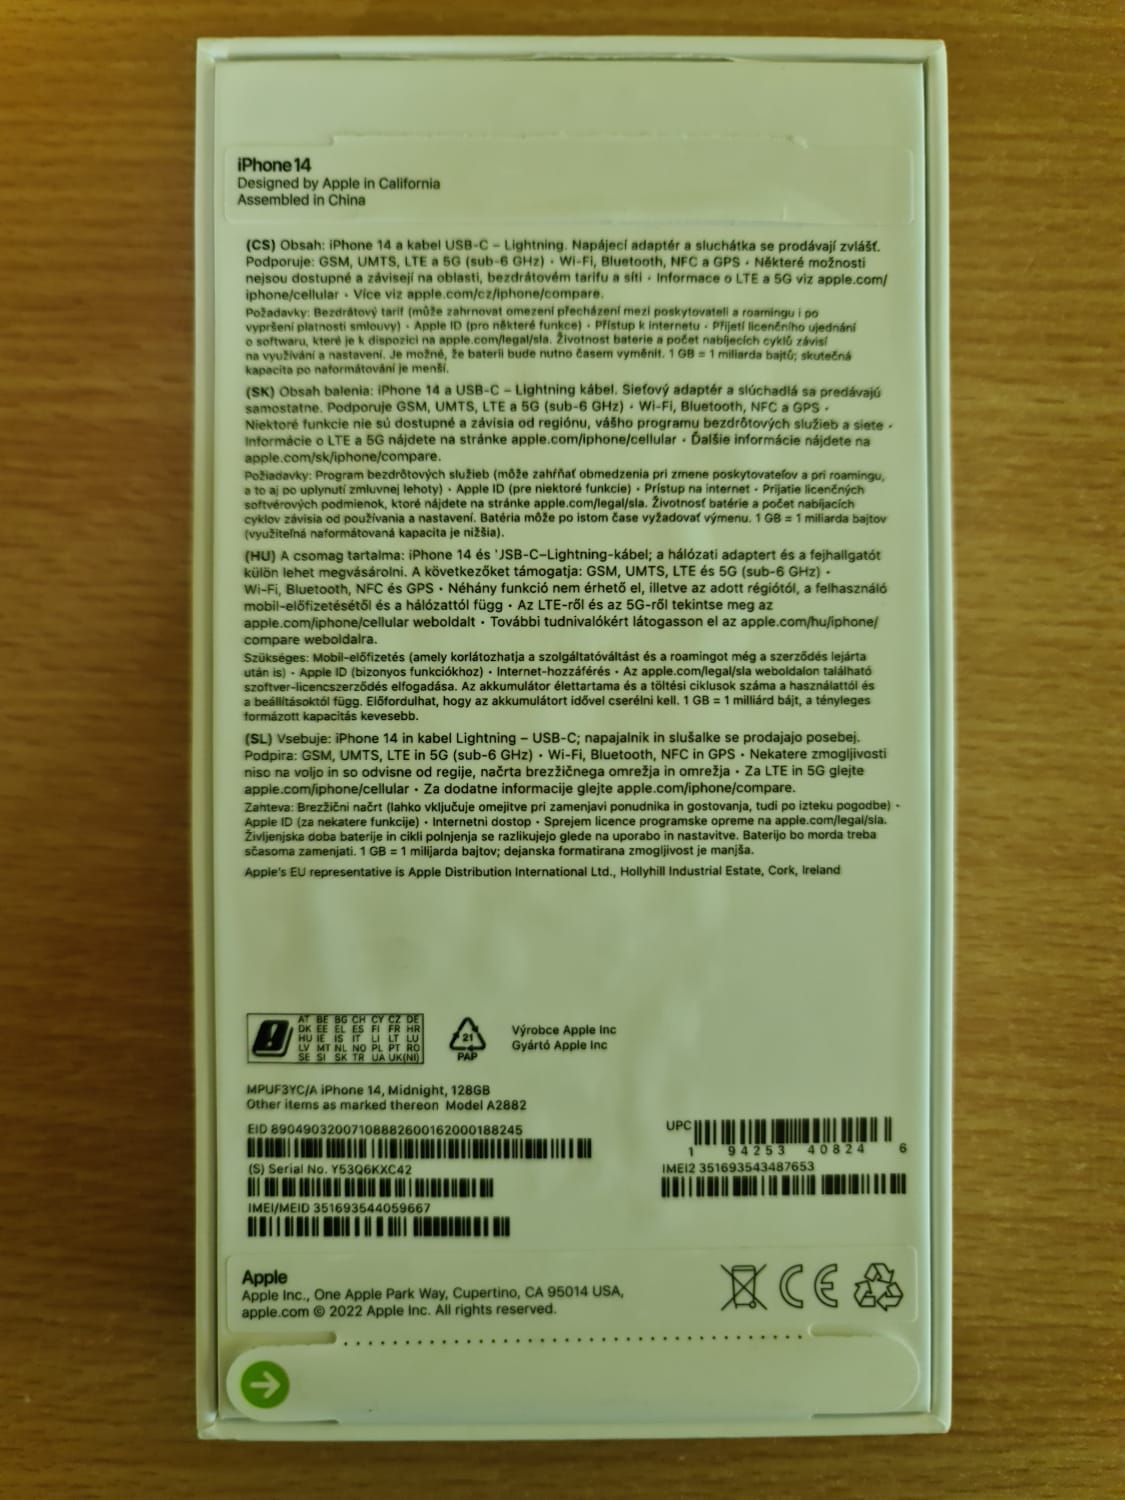 iPhone 14
Designed by Apple in California
Assembled in China
(CS) Obsah: iPhone 14 a kabel USB-C – Lightning. Napájecí adaptér a sluchátka se prodávají zvlášť.
Podporuje: GSM, UMTS, LTE a 5G (sub-6 GHz) • Wi-Fi, Bluetooth, NFC a GPS • Některé možnosti
nejsou dostupné a závisejí na oblasti, bezdrátovém tarifu a síti • Informace o LTE a 5G viz apple.com/
iphone/cellular • Více viz apple.com/cz/iphone/compare.
Požadavky: Bezdrátový tarif (může zahrnovat omezení přecházení mezi poskytovateli a roamingu i po
vypršení platnosti smlouvy) • Apple ID (pro některé funkce) • Přístup k internetu • Přijetí licenčního ujednání
o softwaru, které je k dispozici na apple.com/legal/sla. Životnost baterie a počet nabíjecích cyklů závisí
na využívání a nastavení. Je možné, že baterii bude nutno časem vyměnit. 1 GB = 1 miliarda bajtů; skutečná
kapacita po naformátování je menší.
(SK) Obsah balenia: iPhone 14 a USB-C – Lightning kábel. Sieťový adaptér a slúchadlá sa predávajú
samostatne. Podporuje GSM, UMTS, LTE a 5G (sub-6 GHz) • Wi-Fi, Bluetooth, NFC a GPS •
Niektoré funkcie nie sú dostupné a závisia od regiónu, vášho programu bezdrôtových služieb a siete •
Informácie o LTE a 5G nájdete na stránke apple.com/iphone/cellular • Ďalšie informácie nájdete na
apple.com/sk/iphone/compare.
Požiadavky: Program bezdrôtových služieb (môže zahŕňať obmedzenia pri zmene poskytovateľov a pri roamingu,
a to aj po uplynutí zmluvnej lehoty) • Apple ID (pre niektoré funkcie) • Prístup na internet • Prijatie licenčných
softvérových podmienok, ktoré nájdete na stránke apple.com/legal/sla. Životnosť batérie a počet nabíjacích
cyklov závisia od používania a nastavení. Batéria môže po istom čase vyžadovať výmenu. 1 GB = 1 miliarda bajtov
(využiteľná naformátovaná kapacita je nižšia).
(HU) A csomag tartalma: iPhone 14 és 'JSB-C–Lightning-kábel; a hálózati adaptert és a fejhallgatót
külön lehet megvásárolni. A következőket támogatja: GSM, UMTS, LTE és 5G (sub-6 GHz) •
Wi-Fi, Bluetooth, NFC és GPS • Néhány funkció nem érhető el, illetve az adott régiótól, a felhasználó
mobil-előfizetésétől és a hálózattól függ • Az LTE-ről és az 5G-ről tekintse meg az
apple.com/iphone/cellular weboldalt • További tudnivalókért látogasson el az apple.com/hu/iphone/
compare weboldalra.
Szükséges: Mobil-előfizetés (amely korlátozhatja a szolgáltatóváltást és a roamingot még a szerződés lejárta
után is) • Apple ID (bizonyos funkciókhoz) • Internet-hozzáférés • Az apple.com/legal/sla weboldalon található
szoftver-licencszerződés elfogadása. Az akkumulátor élettartama és a töltési ciklusok száma a használattól és
a beállításoktól függ. Előfordulhat, hogy az akkumulátort idővel cserélni kell. 1 GB = 1 milliárd bájt, a tényleges
formázott kapacitás kevesebb.
(SL) Vsebuje: iPhone 14 in kabel Lightning – USB-C; napajalnik in slušalke se prodajajo posebej.
Podpira: GSM, UMTS, LTE in 5G (sub-6 GHz) • Wi-Fi, Bluetooth, NFC in GPS • Nekatere zmogljivosti
niso na voljo in so odvisne od regije, načrta brezžičnega omrežja in omrežja • Za LTE in 5G glejte
apple.com/iphone/cellular • Za dodatne informacije glejte apple.com/iphone/compare.
Zahteva: Brezžični načrt (lahko vključuje omejitve pri zamenjavi ponudnika in gostovanja, tudi po izteku pogodbe) •
Apple ID (za nekatere funkcije) • Internetni dostop • Sprejem licence programske opreme na apple.com/legal/sla.
Življenjska doba baterije in cikli polnjenja se razlikujejo glede na uporabo in nastavitve. Baterijo bo morda treba
sčasoma zamenjati. 1 GB = 1 milijarda bajtov; dejanska formatirana zmogljivost je manjša.
Apple's EU representative is Apple Distribution International Ltd., Hollyhill Industrial Estate, Cork, Ireland
AT BE BG CH CY CZ DE
DK EE EL ES FI FR HR
HU IE IS IT LI LT LU
LV MT NL NO PL PT RO
SE SI SK TR UA UK(NI)
21
PAP
Výrobce Apple Inc
Gyártó Apple Inc
MPUF3YC/A iPhone 14, Midnight, 128GB
Other items as marked thereon Model A2882
EID 89049032007108882600162000188245
(S) Serial No. Y53Q6KXC42
IMEI/MEID 351693544059667
UPC
1 94253 40824 6
IMEI2 351693543487653
Apple
Apple Inc., One Apple Park Way, Cupertino, CA 95014 USA,
apple.com © 2022 Apple Inc. All rights reserved.
CE